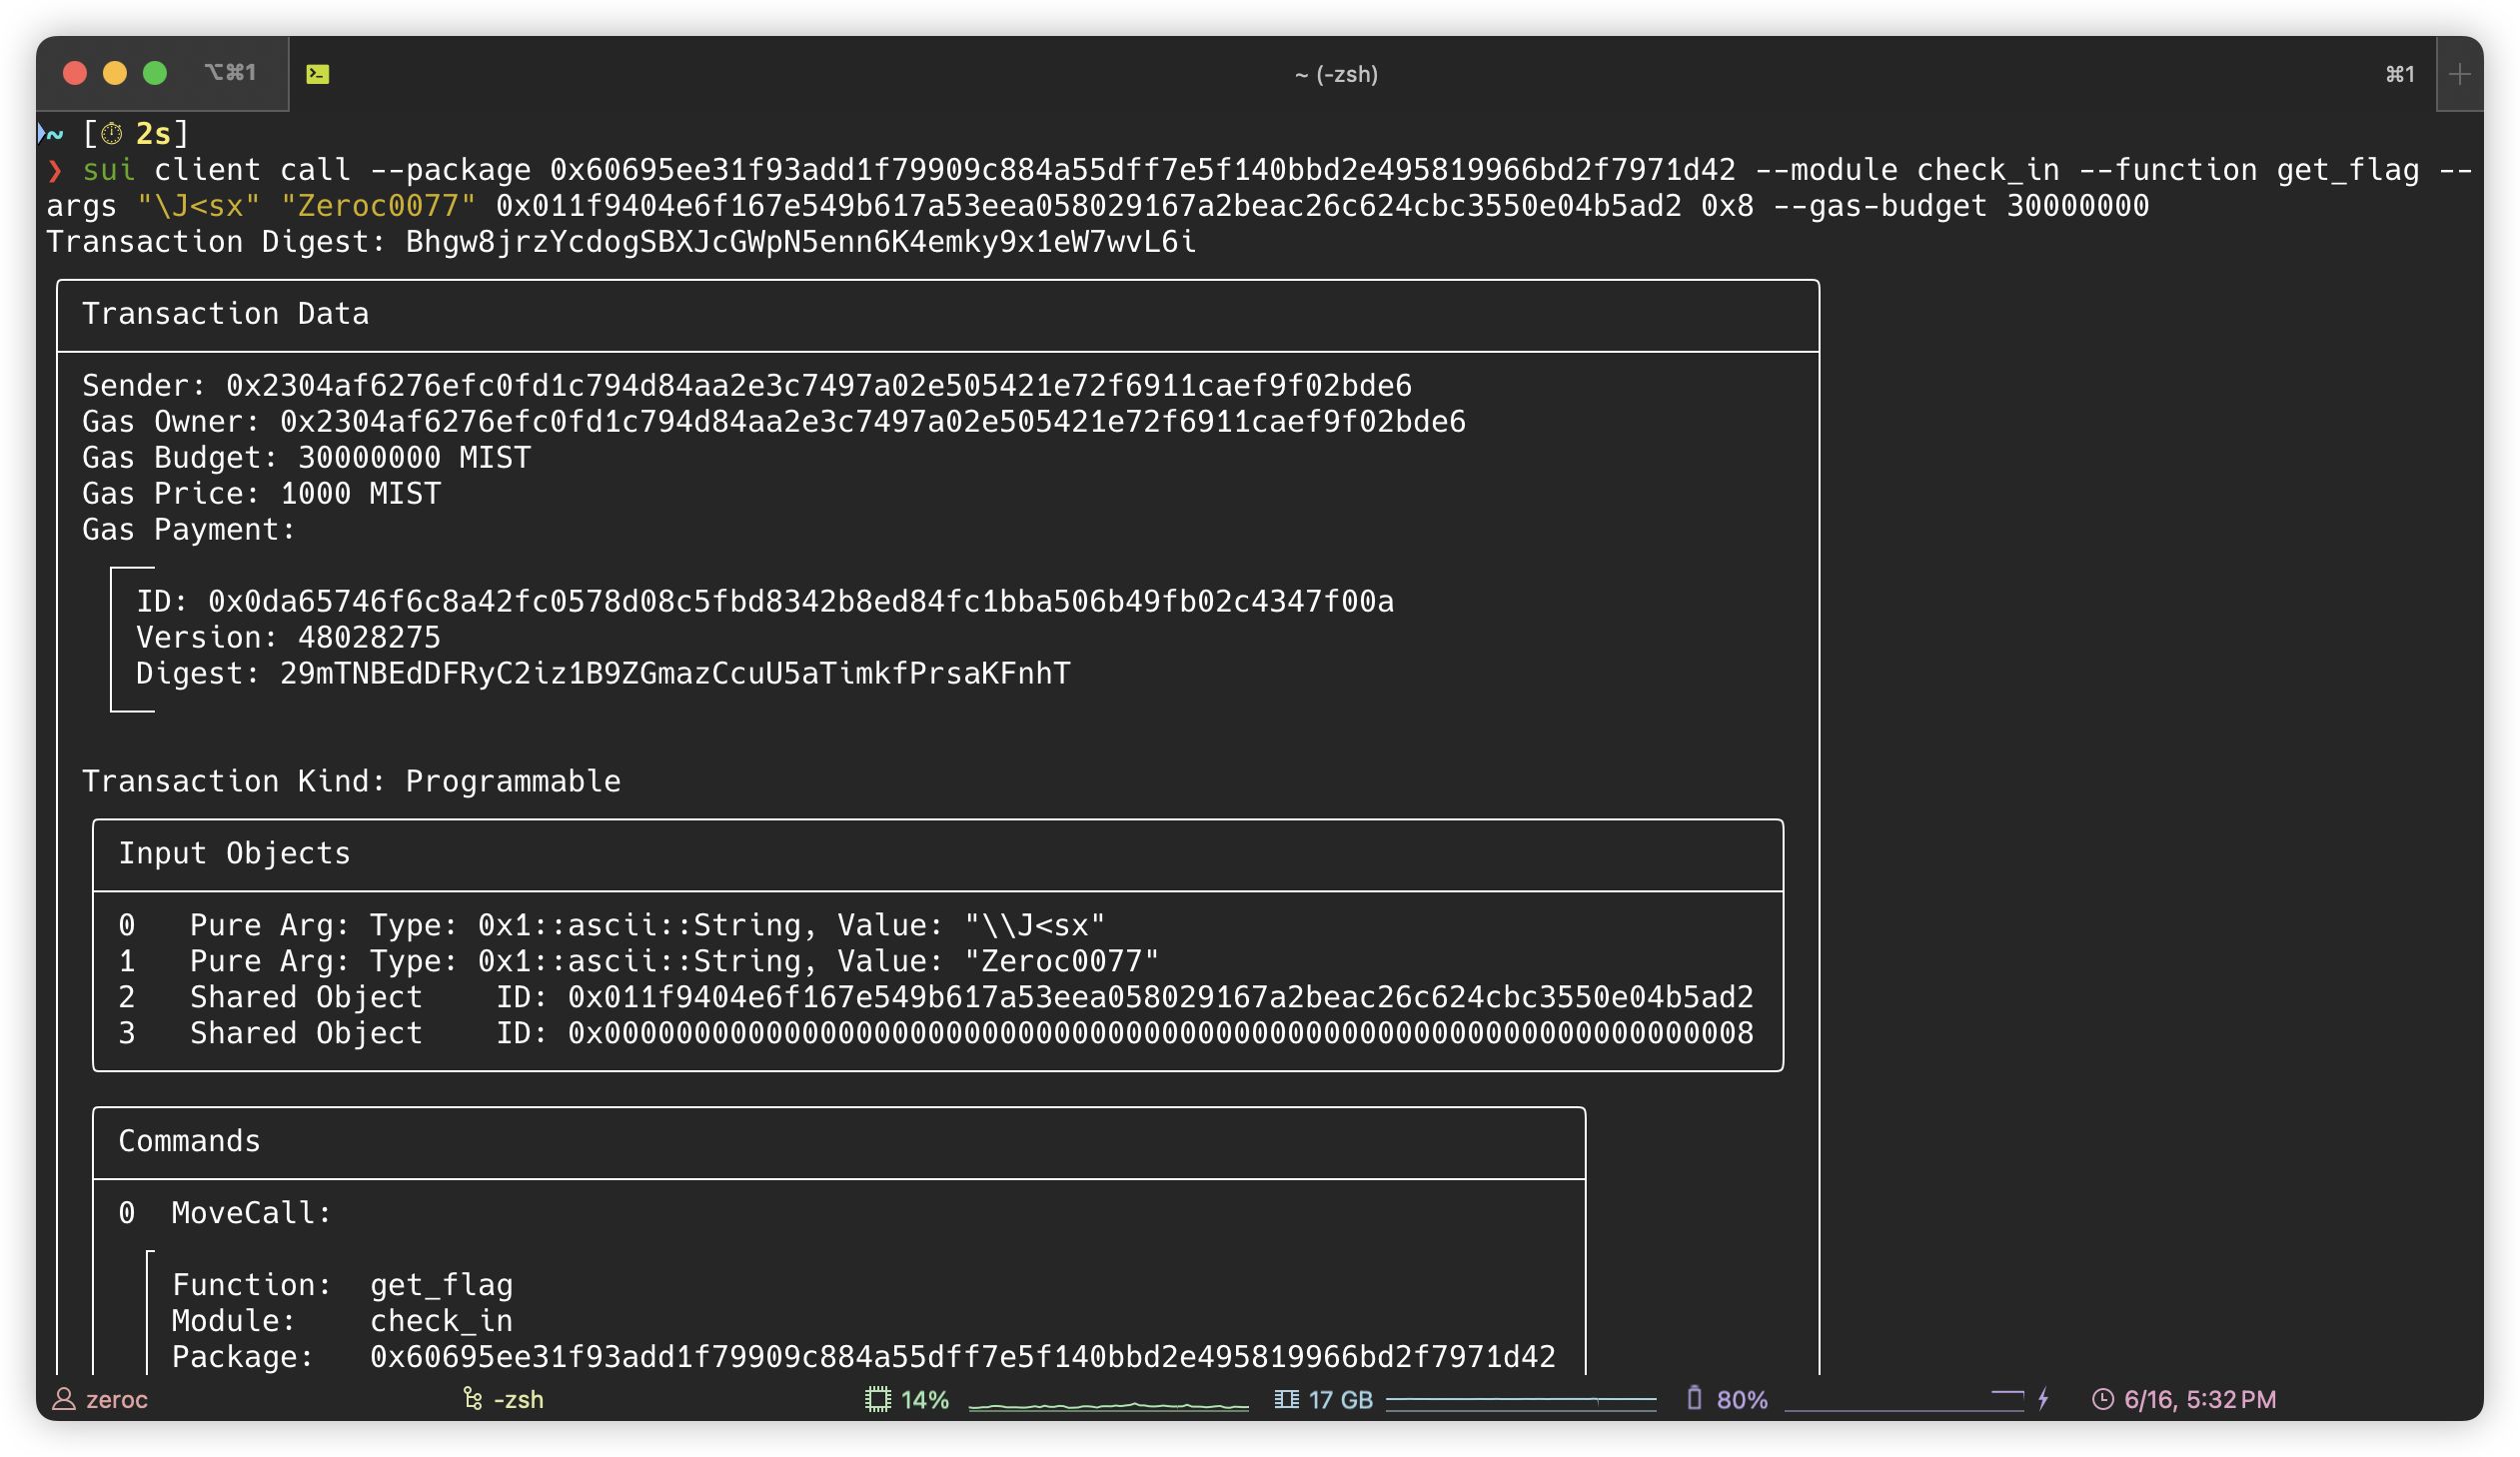 ⌥⌘1
~ (-zsh)
⌘1
~ [⏱ 2s]
❯ sui client call --package 0x60695ee31f93add1f79909c884a55dff7e5f140bbd2e495819966bd2f7971d42 --module check_in --function get_flag --
args "\J<sx" "Zeroc0077" 0x011f9404e6f167e549b617a53eea058029167a2beac26c624cbc3550e04b5ad2 0x8 --gas-budget 30000000
Transaction Digest: Bhgw8jrzYcdogSBXJcGWpN5enn6K4emky9x1eW7wvL6i
Transaction Data
Sender: 0x2304af6276efc0fd1c794d84aa2e3c7497a02e505421e72f6911caef9f02bde6
Gas Owner: 0x2304af6276efc0fd1c794d84aa2e3c7497a02e505421e72f6911caef9f02bde6
Gas Budget: 30000000 MIST
Gas Price: 1000 MIST
Gas Payment:
ID: 0x0da65746f6c8a42fc0578d08c5fbd8342b8ed84fc1bba506b49fb02c4347f00a
Version: 48028275
Digest: 29mTNBEdDFRyC2iz1B9ZGmazCcuU5aTimkfPrsaKFnhT
Transaction Kind: Programmable
Input Objects
0 Pure Arg: Type: 0x1::ascii::String, Value: "\\J<sx"
1 Pure Arg: Type: 0x1::ascii::String, Value: "Zeroc0077"
2 Shared Object ID: 0x011f9404e6f167e549b617a53eea058029167a2beac26c624cbc3550e04b5ad2
3 Shared Object ID: 0x0000000000000000000000000000000000000000000000000000000000000008
Commands
0 MoveCall:
Function: get_flag
Module: check_in
Package: 0x60695ee31f93add1f79909c884a55dff7e5f140bbd2e495819966bd2f7971d42
zeroc -zsh 14% 17 GB 80% 6/16, 5:32 PM